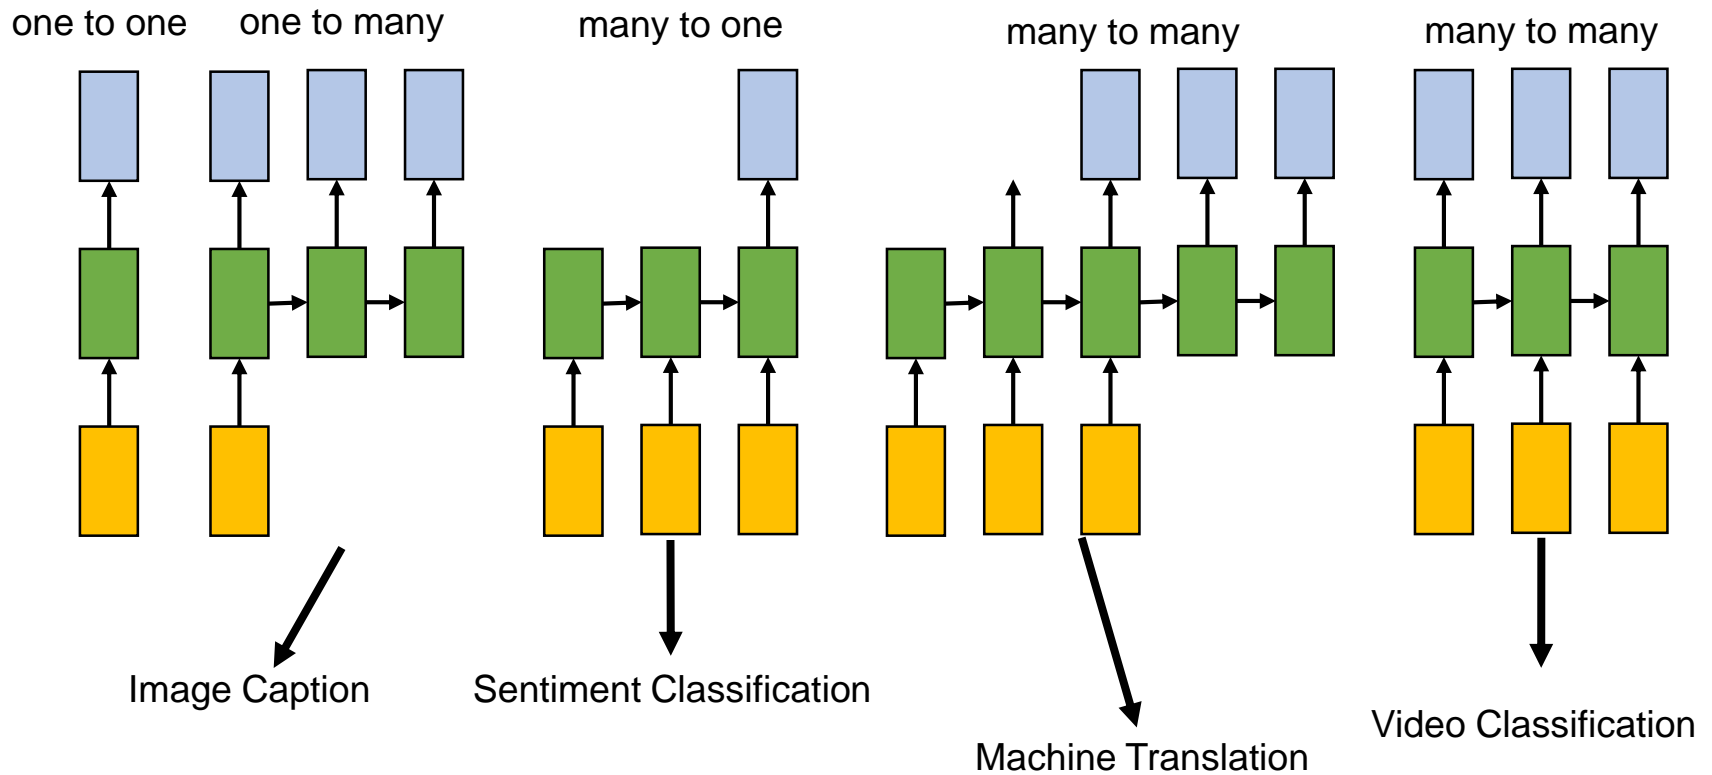 one to one
one to many
many to one
many to many
many to many
Image Caption
Sentiment Classification
Machine Translation
Video Classification